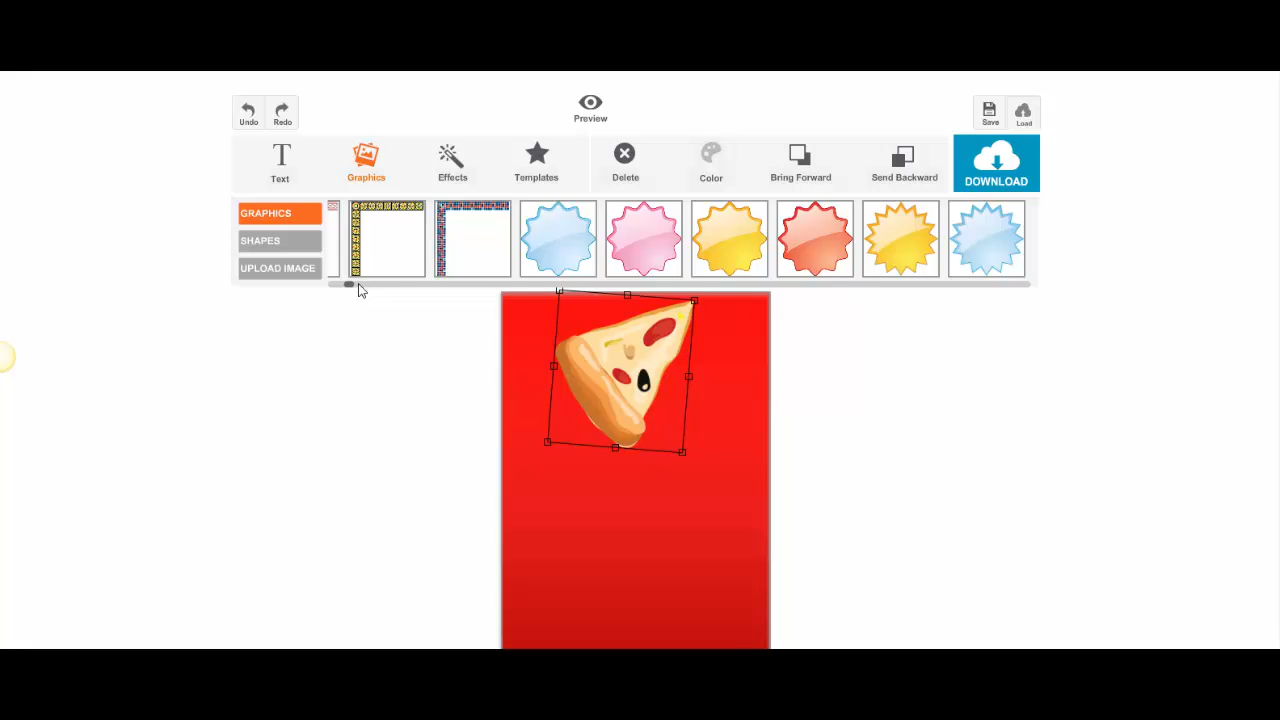 Undo
Redo
Preview
Save
Load
Text
Graphics
Effects
Templates
Delete
Color
Bring Forward
Send Backward
DOWNLOAD
GRAPHICS
SHAPES
UPLOAD IMAGE